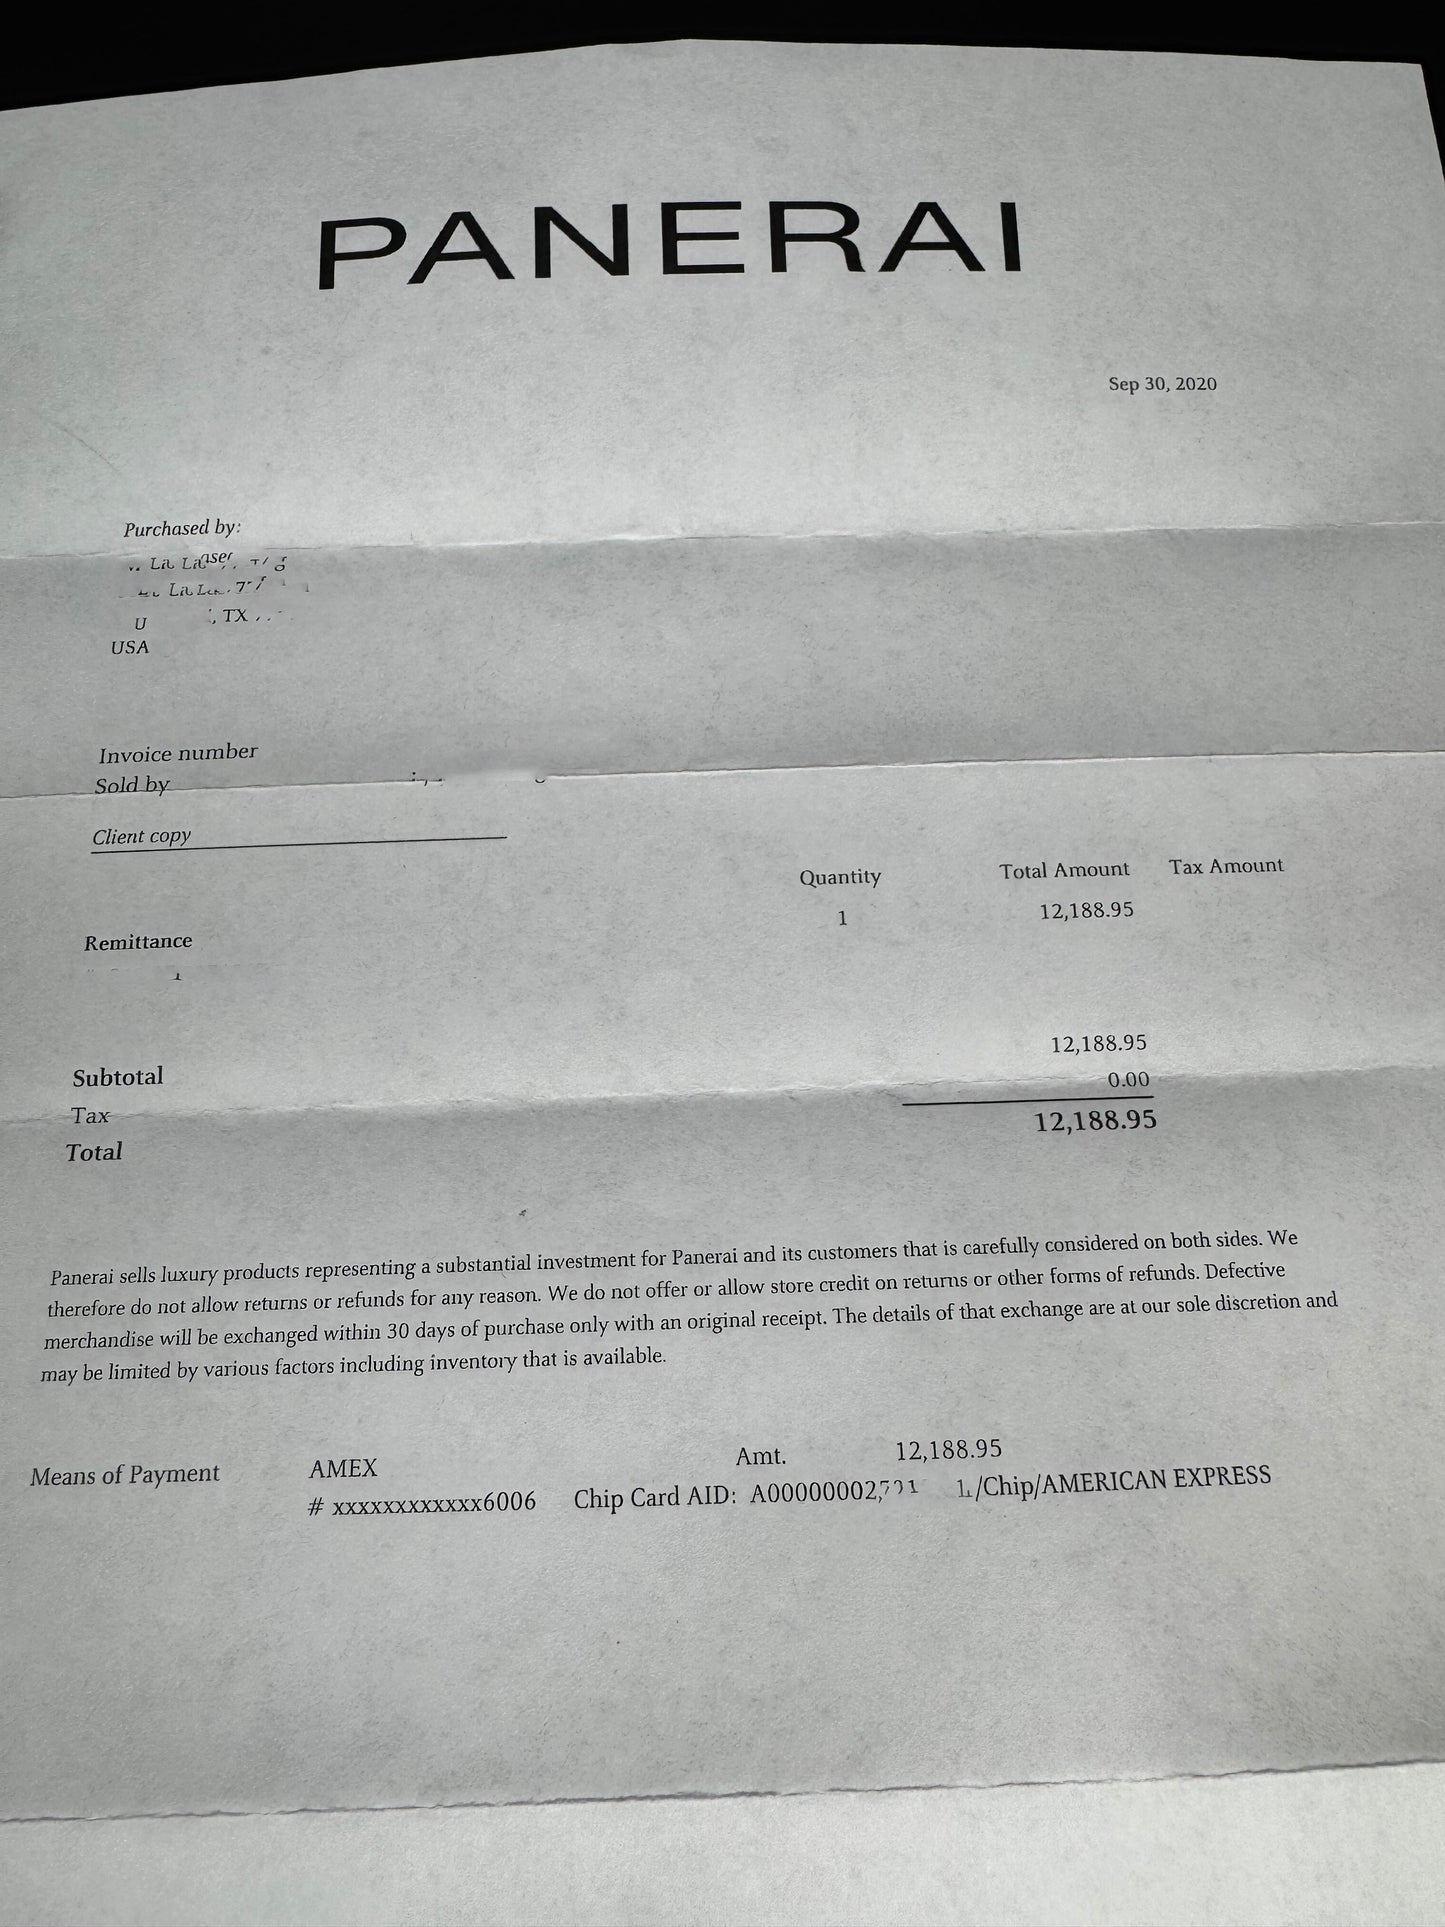 PANERAI
Sep 30, 2020
Purchased by:
, TX
USA
Invoice number
Sold by
Client copy
Quantity Total Amount Tax Amount
1 12,188.95
Remittance
Subtotal 12,188.95
Tax 0.00
Total 12,188.95
Panerai sells luxury products representing a substantial investment for Panerai and its customers that is carefully considered on both sides. We
therefore do not allow returns or refunds for any reason. We do not offer or allow store credit on returns or other forms of refunds. Defective
merchandise will be exchanged within 30 days of purchase only with an original receipt. The details of that exchange are at our sole discretion and
may be limited by various factors including inventory that is available.
Means of Payment AMEX Amt. 12,188.95
# xxxxxxxxxxxx6006 Chip Card AID: /Chip/AMERICAN EXPRESS